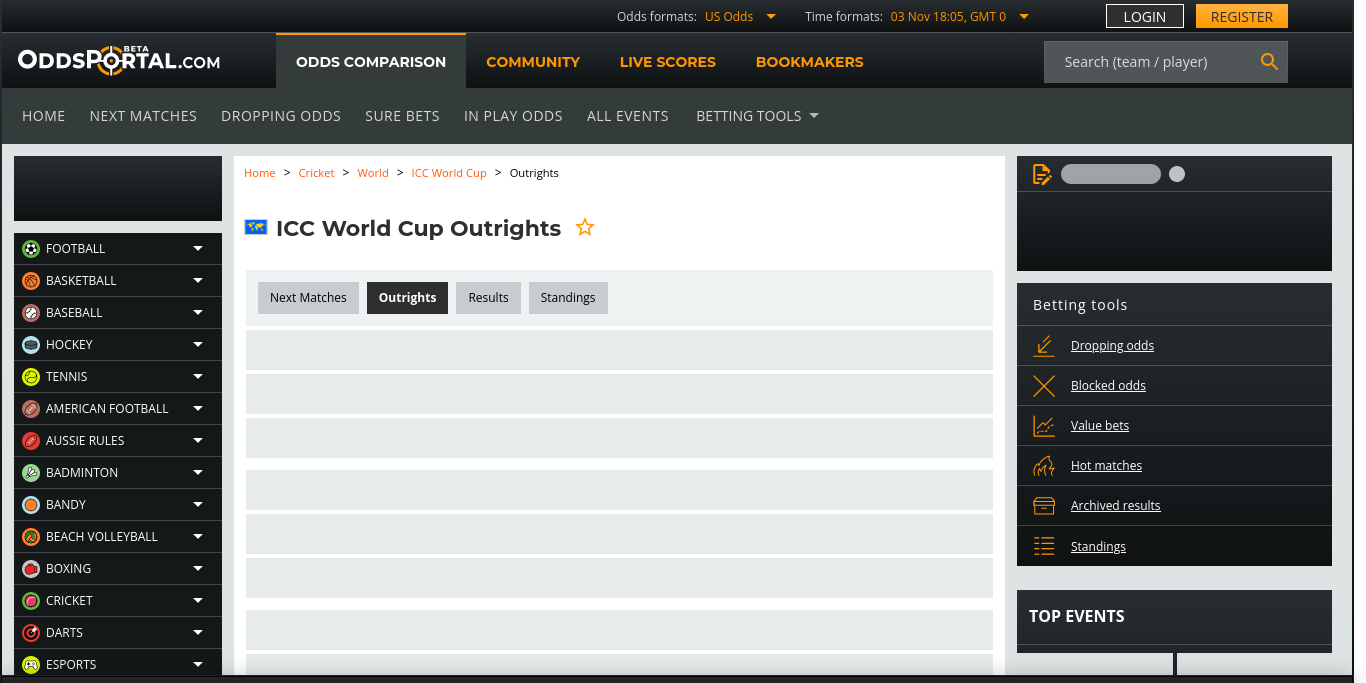 Odds formats: US Odds
Time formats: 03 Nov 18:05, GMT 0
LOGIN
REGISTER
ODDSPORTAL.COM
BETA
ODDS COMPARISON
COMMUNITY
LIVE SCORES
BOOKMAKERS
Search (team / player)
HOME
NEXT MATCHES
DROPPING ODDS
SURE BETS
IN PLAY ODDS
ALL EVENTS
BETTING TOOLS
FOOTBALL
BASKETBALL
BASEBALL
HOCKEY
TENNIS
AMERICAN FOOTBALL
AUSSIE RULES
BADMINTON
BANDY
BEACH VOLLEYBALL
BOXING
CRICKET
DARTS
ESPORTS
Home > Cricket > World > ICC World Cup > Outrights
ICC World Cup Outrights
Next Matches
Outrights
Results
Standings
Betting tools
Dropping odds
Blocked odds
Value bets
Hot matches
Archived results
Standings
TOP EVENTS